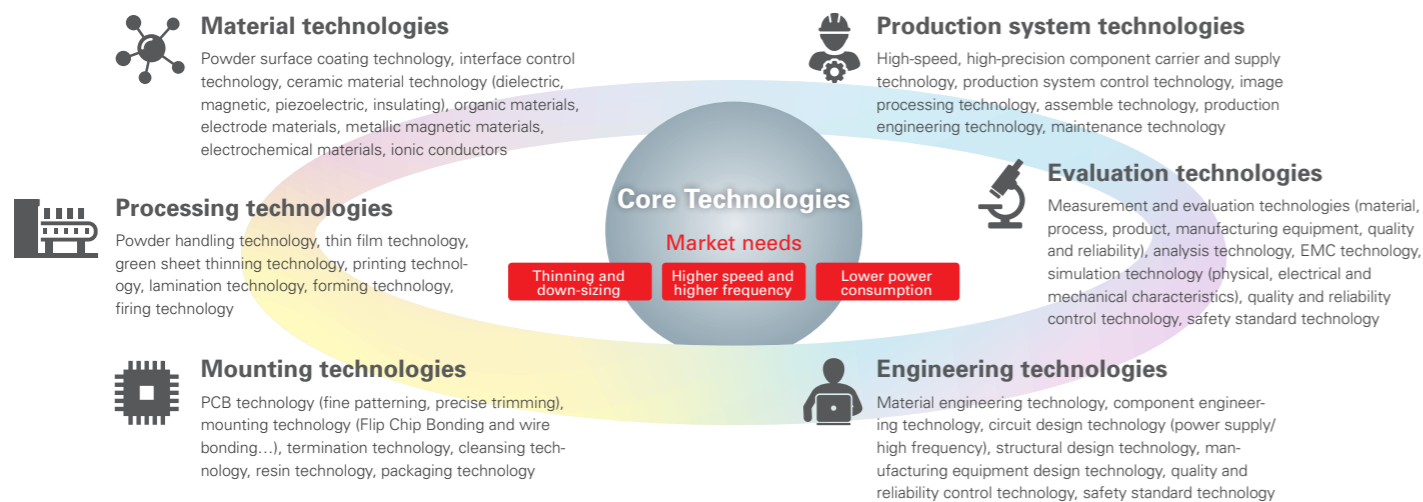 Material technologies
Powder surface coating technology, interface control
technology, ceramic material technology (dielectric,
magnetic, piezoelectric, insulating), organic materials,
electrode materials, metallic magnetic materials,
electrochemical materials, ionic conductors
Production system technologies
High-speed, high-precision component carrier and supply
technology, production system control technology, image
processing technology, assemble technology, production
engineering technology, maintenance technology
Processing technologies
Powder handling technology, thin film technology,
green sheet thinning technology, printing technol-
ogy, lamination technology, forming technology,
firing technology
Core Technologies
Market needs
Thinning and
down-sizing
Higher speed and
higher frequency
Lower power
consumption
Evaluation technologies
Measurement and evaluation technologies (material,
process, product, manufacturing equipment, quality
and reliability), analysis technology, EMC technology,
simulation technology (physical, electrical and
mechanical characteristics), quality and reliability
control technology, safety standard technology
Mounting technologies
PCB technology (fine patterning, precise trimming),
mounting technology (Flip Chip Bonding and wire
bonding…), termination technology, cleansing tech-
nology, resin technology, packaging technology
Engineering technologies
Material engineering technology, component engineer-
ing technology, circuit design technology (power supply/
high frequency), structural design technology, man-
ufacturing equipment design technology, quality and
reliability control technology, safety standard technology